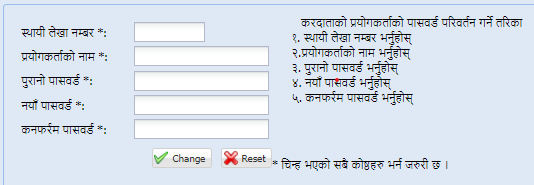 करदाताको प्रयोगकर्ताको पासवर्ड परिवर्तन गर्ने तरिका
स्थायी लेखा नम्बर *:
१. स्थायी लेखा नम्बर भर्नुहोस्
प्रयोगकर्ताको नाम *:
२.प्रयोगकर्ताको नाम भर्नुहोस्
पुरानो पासवर्ड *:
३. पुरानो पासवर्ड भर्नुहोस्
४. नयाँ पासवर्ड भर्नुहोस्
नयाँ पासवर्ड *:
५. कनफर्रम पासवर्ड भर्नुहोस्
कनफर्रम पासवर्ड *:
Change Reset * चिन्ह भएको सबै कोष्ठहरु भर्न जरुरी छ ।